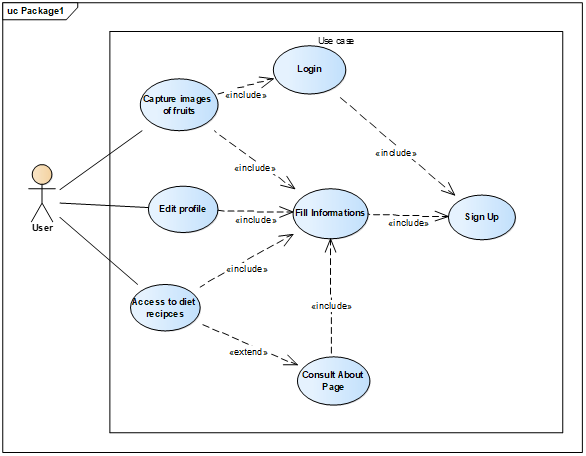 uc Package1
Use case
Login
Capture images
of fruits
«include»
«include»
«include»
Edit profile
«include»
Fill Informations
«include»
Sign Up
User
«include»
Access to diet
recipces
«include»
«extend»
Consult About
Page